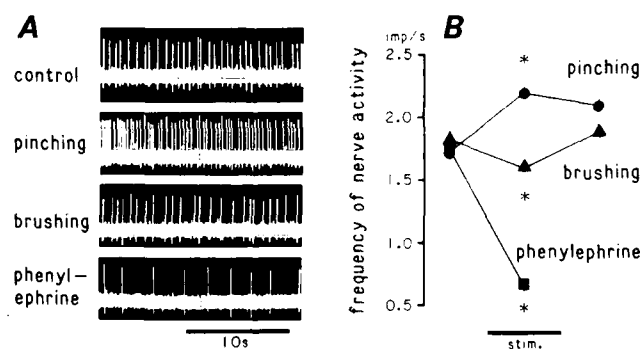 A
control
pinching
brushing
phenyl-
ephrine
10s
B
imp/s
frequency of nerve activity
2.5
2.0
1.5
1.0
0.5
*
pinching
brushing
*
phenylephrine
*
stim.